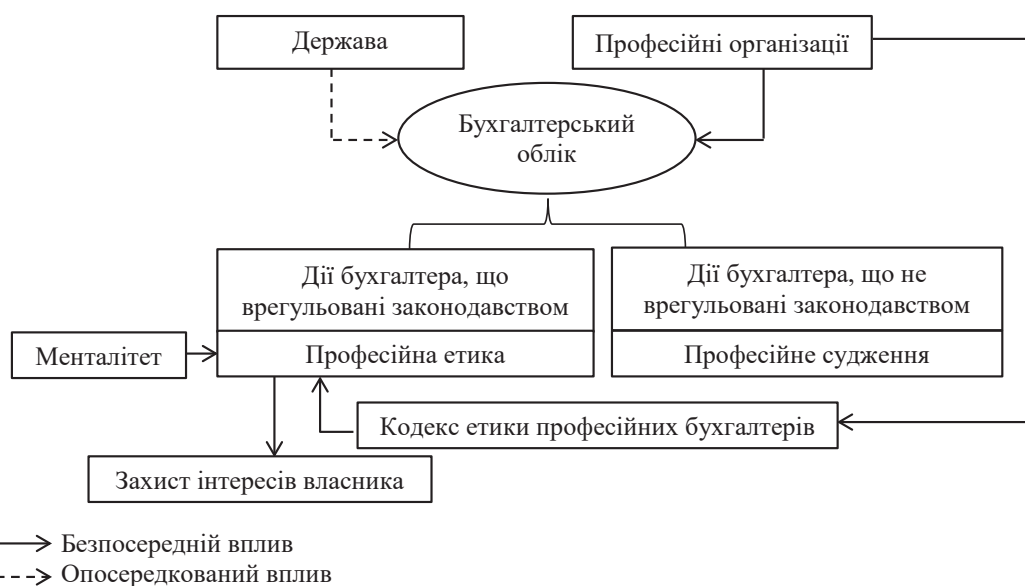 Держава
Професійні організації
Бухгалтерський
облік
Дії бухгалтера, що
врегульовані законодавством
Дії бухгалтера, що не
врегульовані законодавством
Менталітет
Професійна етика
Професійне судження
Кодекс етики професійних бухгалтерів
Захист інтересів власника
Безпосередній вплив
Опосередкований вплив